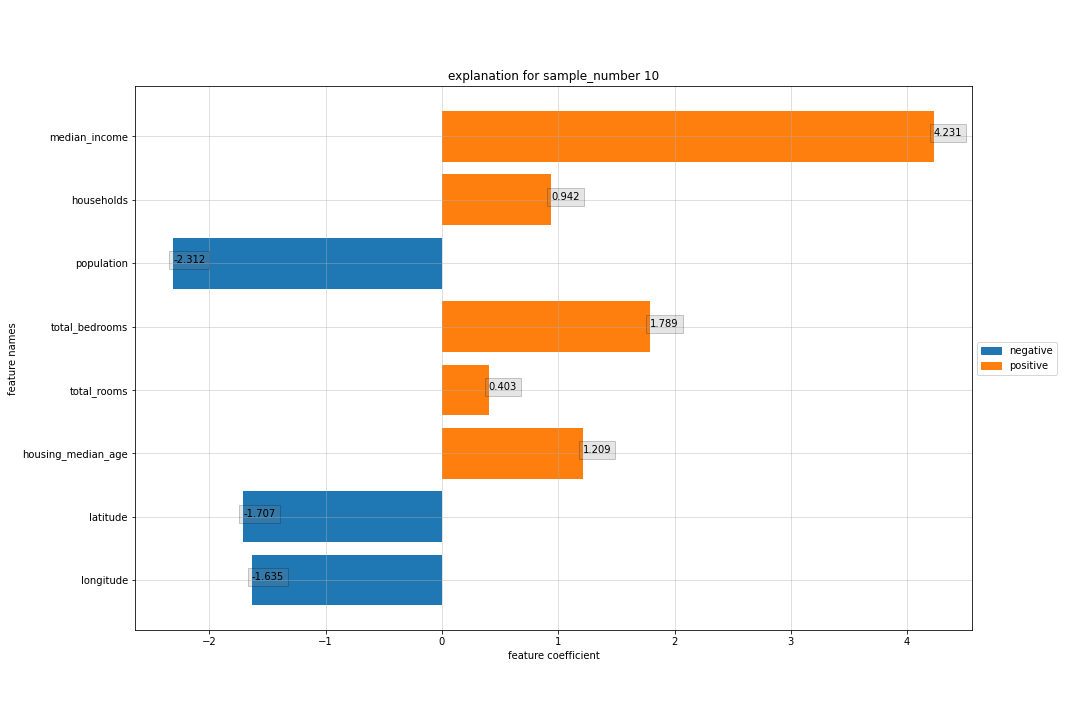 explanation for sample_number 10
feature names
median_income
4.231
households
0.942
population
-2.312
total_bedrooms
1.789
total_rooms
0.403
housing_median_age
1.209
latitude
-1.707
longitude
-1.635
−2 −1 0 1 2 3 4
feature coefficient
negative
positive